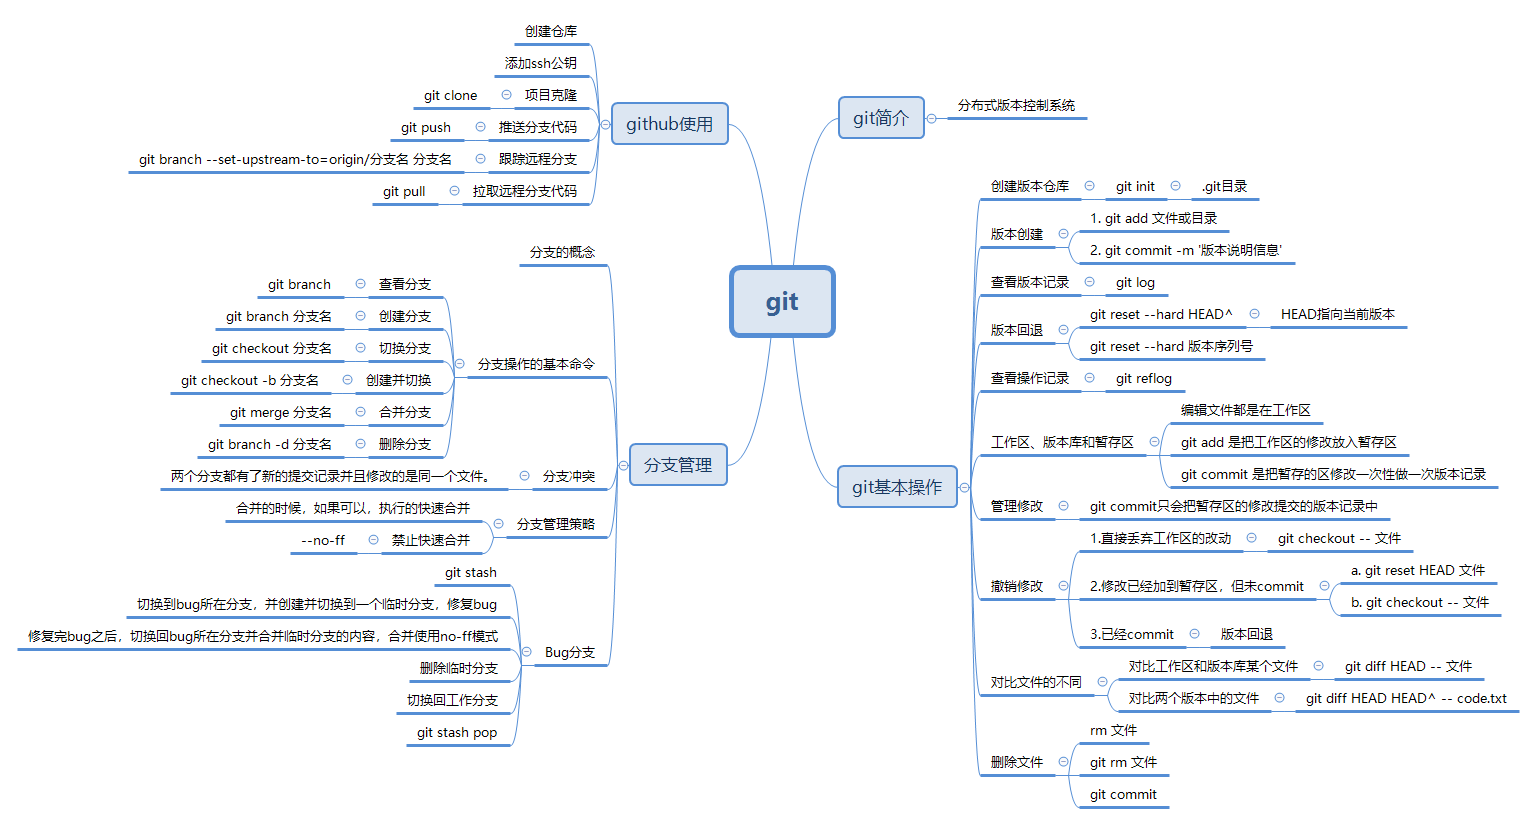 git
git简介
分布式版本控制系统
git基本操作
创建版本仓库
git init
.git目录
版本创建
1. git add 文件或目录
2. git commit -m '版本说明信息'
查看版本记录
git log
版本回退
git reset --hard HEAD^
HEAD指向当前版本
git reset --hard 版本序列号
查看操作记录
git reflog
工作区、版本库和暂存区
编辑文件都是在工作区
git add 是把工作区的修改放入暂存区
git commit 是把暂存的区修改一次性做一次版本记录
管理修改
git commit只会把暂存区的修改提交的版本记录中
撤销修改
1.直接丢弃工作区的改动
git checkout -- 文件
2.修改已经加到暂存区，但未commit
a. git reset HEAD 文件
b. git checkout -- 文件
3.已经commit
版本回退
对比文件的不同
对比工作区和版本库某个文件
git diff HEAD -- 文件
对比两个版本中的文件
git diff HEAD HEAD^ -- code.txt
删除文件
rm 文件
git rm 文件
git commit
github使用
创建仓库
添加ssh公钥
项目克隆
git clone
推送分支代码
git push
跟踪远程分支
git branch --set-upstream-to=origin/分支名 分支名
拉取远程分支代码
git pull
分支管理
分支的概念
分支操作的基本命令
查看分支
git branch
创建分支
git branch 分支名
切换分支
git checkout 分支名
创建并切换
git checkout -b 分支名
合并分支
git merge 分支名
删除分支
git branch -d 分支名
分支冲突
两个分支都有了新的提交记录并且修改的是同一个文件。
分支管理策略
合并的时候，如果可以，执行的快速合并
禁止快速合并
--no-ff
Bug分支
git stash
切换到bug所在分支，并创建并切换到一个临时分支，修复bug
修复完bug之后，切换回bug所在分支并合并临时分支的内容，合并使用no-ff模式
删除临时分支
切换回工作分支
git stash pop